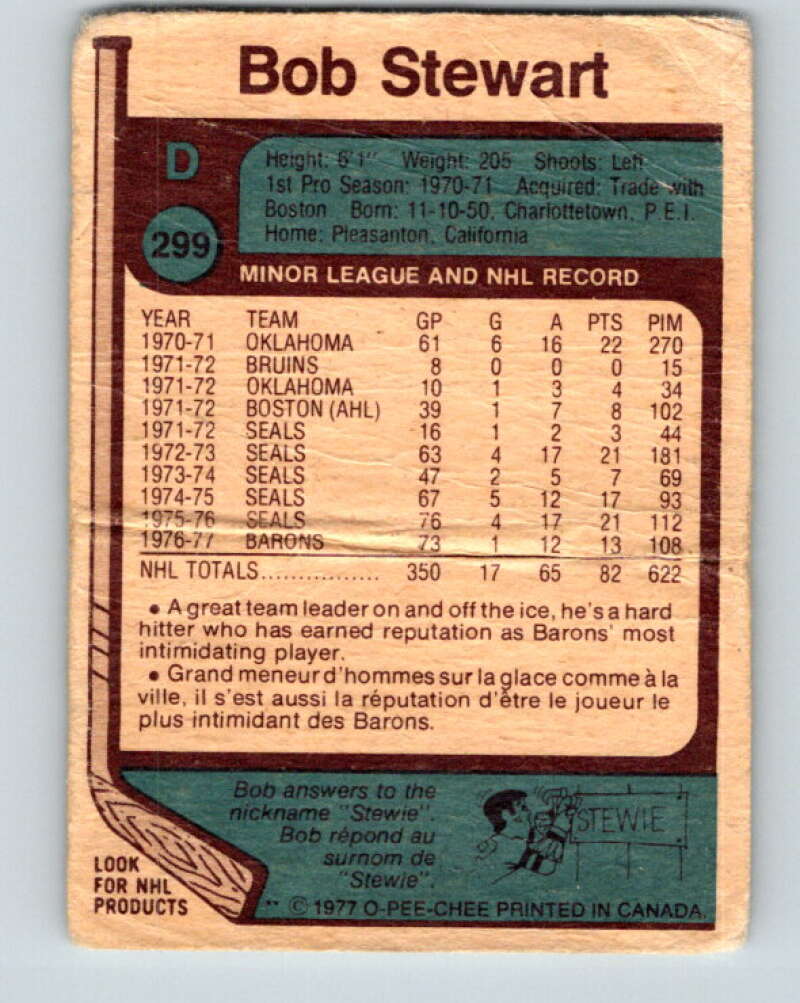 Bob Stewart
D
299
Height: 6'1" Weight: 205 Shoots: Left
1st Pro Season: 1970-71 Acquired: Trade with
Boston Born: 11-10-50, Charlottetown, P.E.I.
Home: Pleasanton, California
MINOR LEAGUE AND NHL RECORD
YEAR TEAM GP G A PTS PIM
1970-71 OKLAHOMA 61 6 16 22 270
1971-72 BRUINS 8 0 0 0 15
1971-72 OKLAHOMA 10 1 3 4 34
1971-72 BOSTON (AHL) 39 1 7 8 102
1971-72 SEALS 16 1 2 3 44
1972-73 SEALS 63 4 17 21 181
1973-74 SEALS 47 2 5 7 69
1974-75 SEALS 67 5 12 17 93
1975-76 SEALS 76 4 17 21 112
1976-77 BARONS 73 1 12 13 108
NHL TOTALS................ 350 17 65 82 622
• A great team leader on and off the ice, he's a hard
hitter who has earned reputation as Barons' most
intimidating player.
• Grand meneur d'hommes sur la glace comme à la
ville, il s'est aussi la réputation d'être le joueur le
plus intimidant des Barons.
Bob answers to the
nickname "Stewie".
Bob répond au
surnom de
"Stewie".
STEWIE
LOOK
FOR NHL
PRODUCTS
** © 1977 O-PEE-CHEE PRINTED IN CANADA.